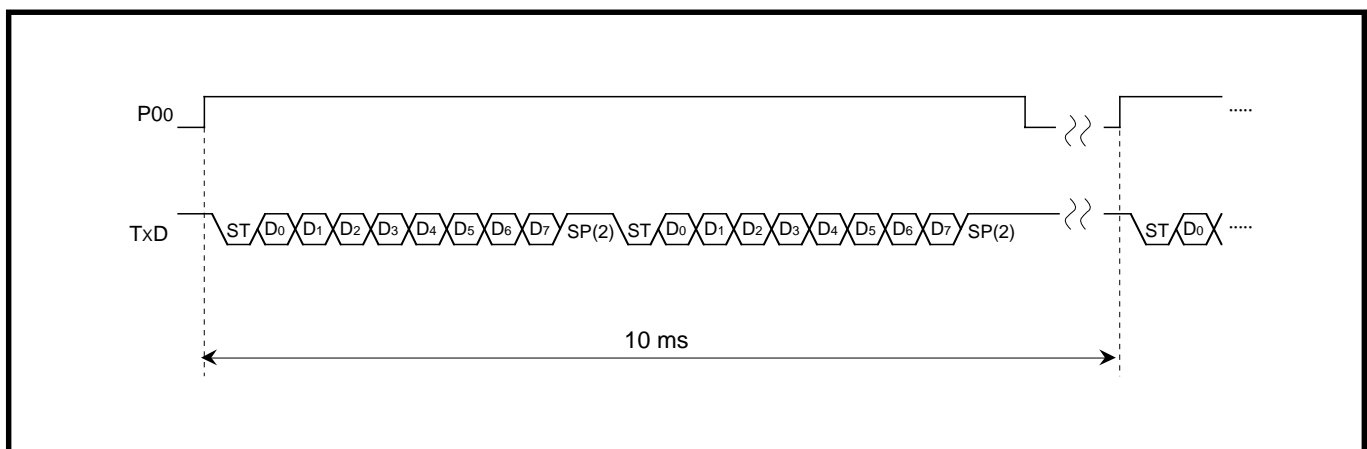 P00 .....
TxD ST D0 D1 D2 D3 D4 D5 D6 D7 SP(2) ST D0 D1 D2 D3 D4 D5 D6 D7 SP(2) ST D0 .....
10 ms